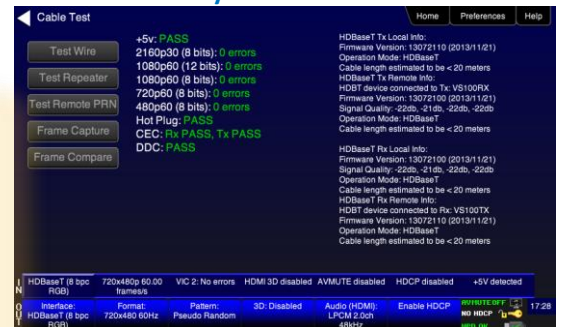 Cable Test
Home
Preferences
Help
Test Wire
Test Repeater
Test Remote PRN
Frame Capture
Frame Compare
+5v: PASS
2160p30 (8 bits): 0 errors
1080p60 (12 bits): 0 errors
1080p60 (8 bits): 0 errors
720p60 (8 bits): 0 errors
480p60 (8 bits): 0 errors
Hot Plug: PASS
CEC: Rx PASS, Tx PASS
DDC: PASS
HDBaseT Tx Local Info:
Firmware Version: 13072110 (2013/11/21)
Operation Mode: HDBaseT
Cable length estimated to be < 20 meters
HDBaseT Tx Remote Info:
HDBT device connected to Tx: VS100RX
Firmware Version: 13072100 (2013/11/21)
Signal Quality: -22db, -21db, -22db, -22db
Operation Mode: HDBaseT
Cable length estimated to be < 20 meters
HDBaseT Rx Local Info:
Firmware Version: 13072100 (2013/11/21)
Signal Quality: -22db, -21db, -22db, -22db
Operation Mode: HDBaseT
Cable length estimated to be < 20 meters
HDBaseT Rx Remote Info:
HDBT device connected to Rx: VS100TX
Firmware Version: 13072110 (2013/11/21)
Operation Mode: HDBaseT
Cable length estimated to be < 20 meters
IN
HDBaseT (8 bpc RGB)
720x480p 60.00 frames/s
VIC 2: No errors
HDMI 3D disabled
AVMUTE disabled
HDCP disabled
+5V detected
Interface: HDBaseT (8 bpc RGB)
Format: 720x480 60Hz
Pattern: Pseudo Random
3D: Disabled
Audio (HDMI): LPCM 2.0ch 48kHz
Enable HDCP
AVMUTE OFF
NO HDCP
17:28